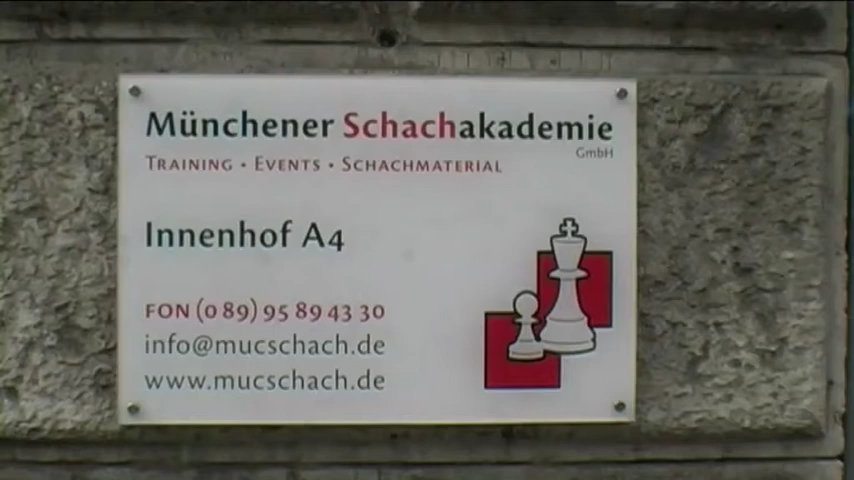 Münchener Schachakademie
GmbH
Training • Events • Schachmaterial
Innenhof A4
FON (0 89) 95 89 43 30
info@mucschach.de
www.mucschach.de